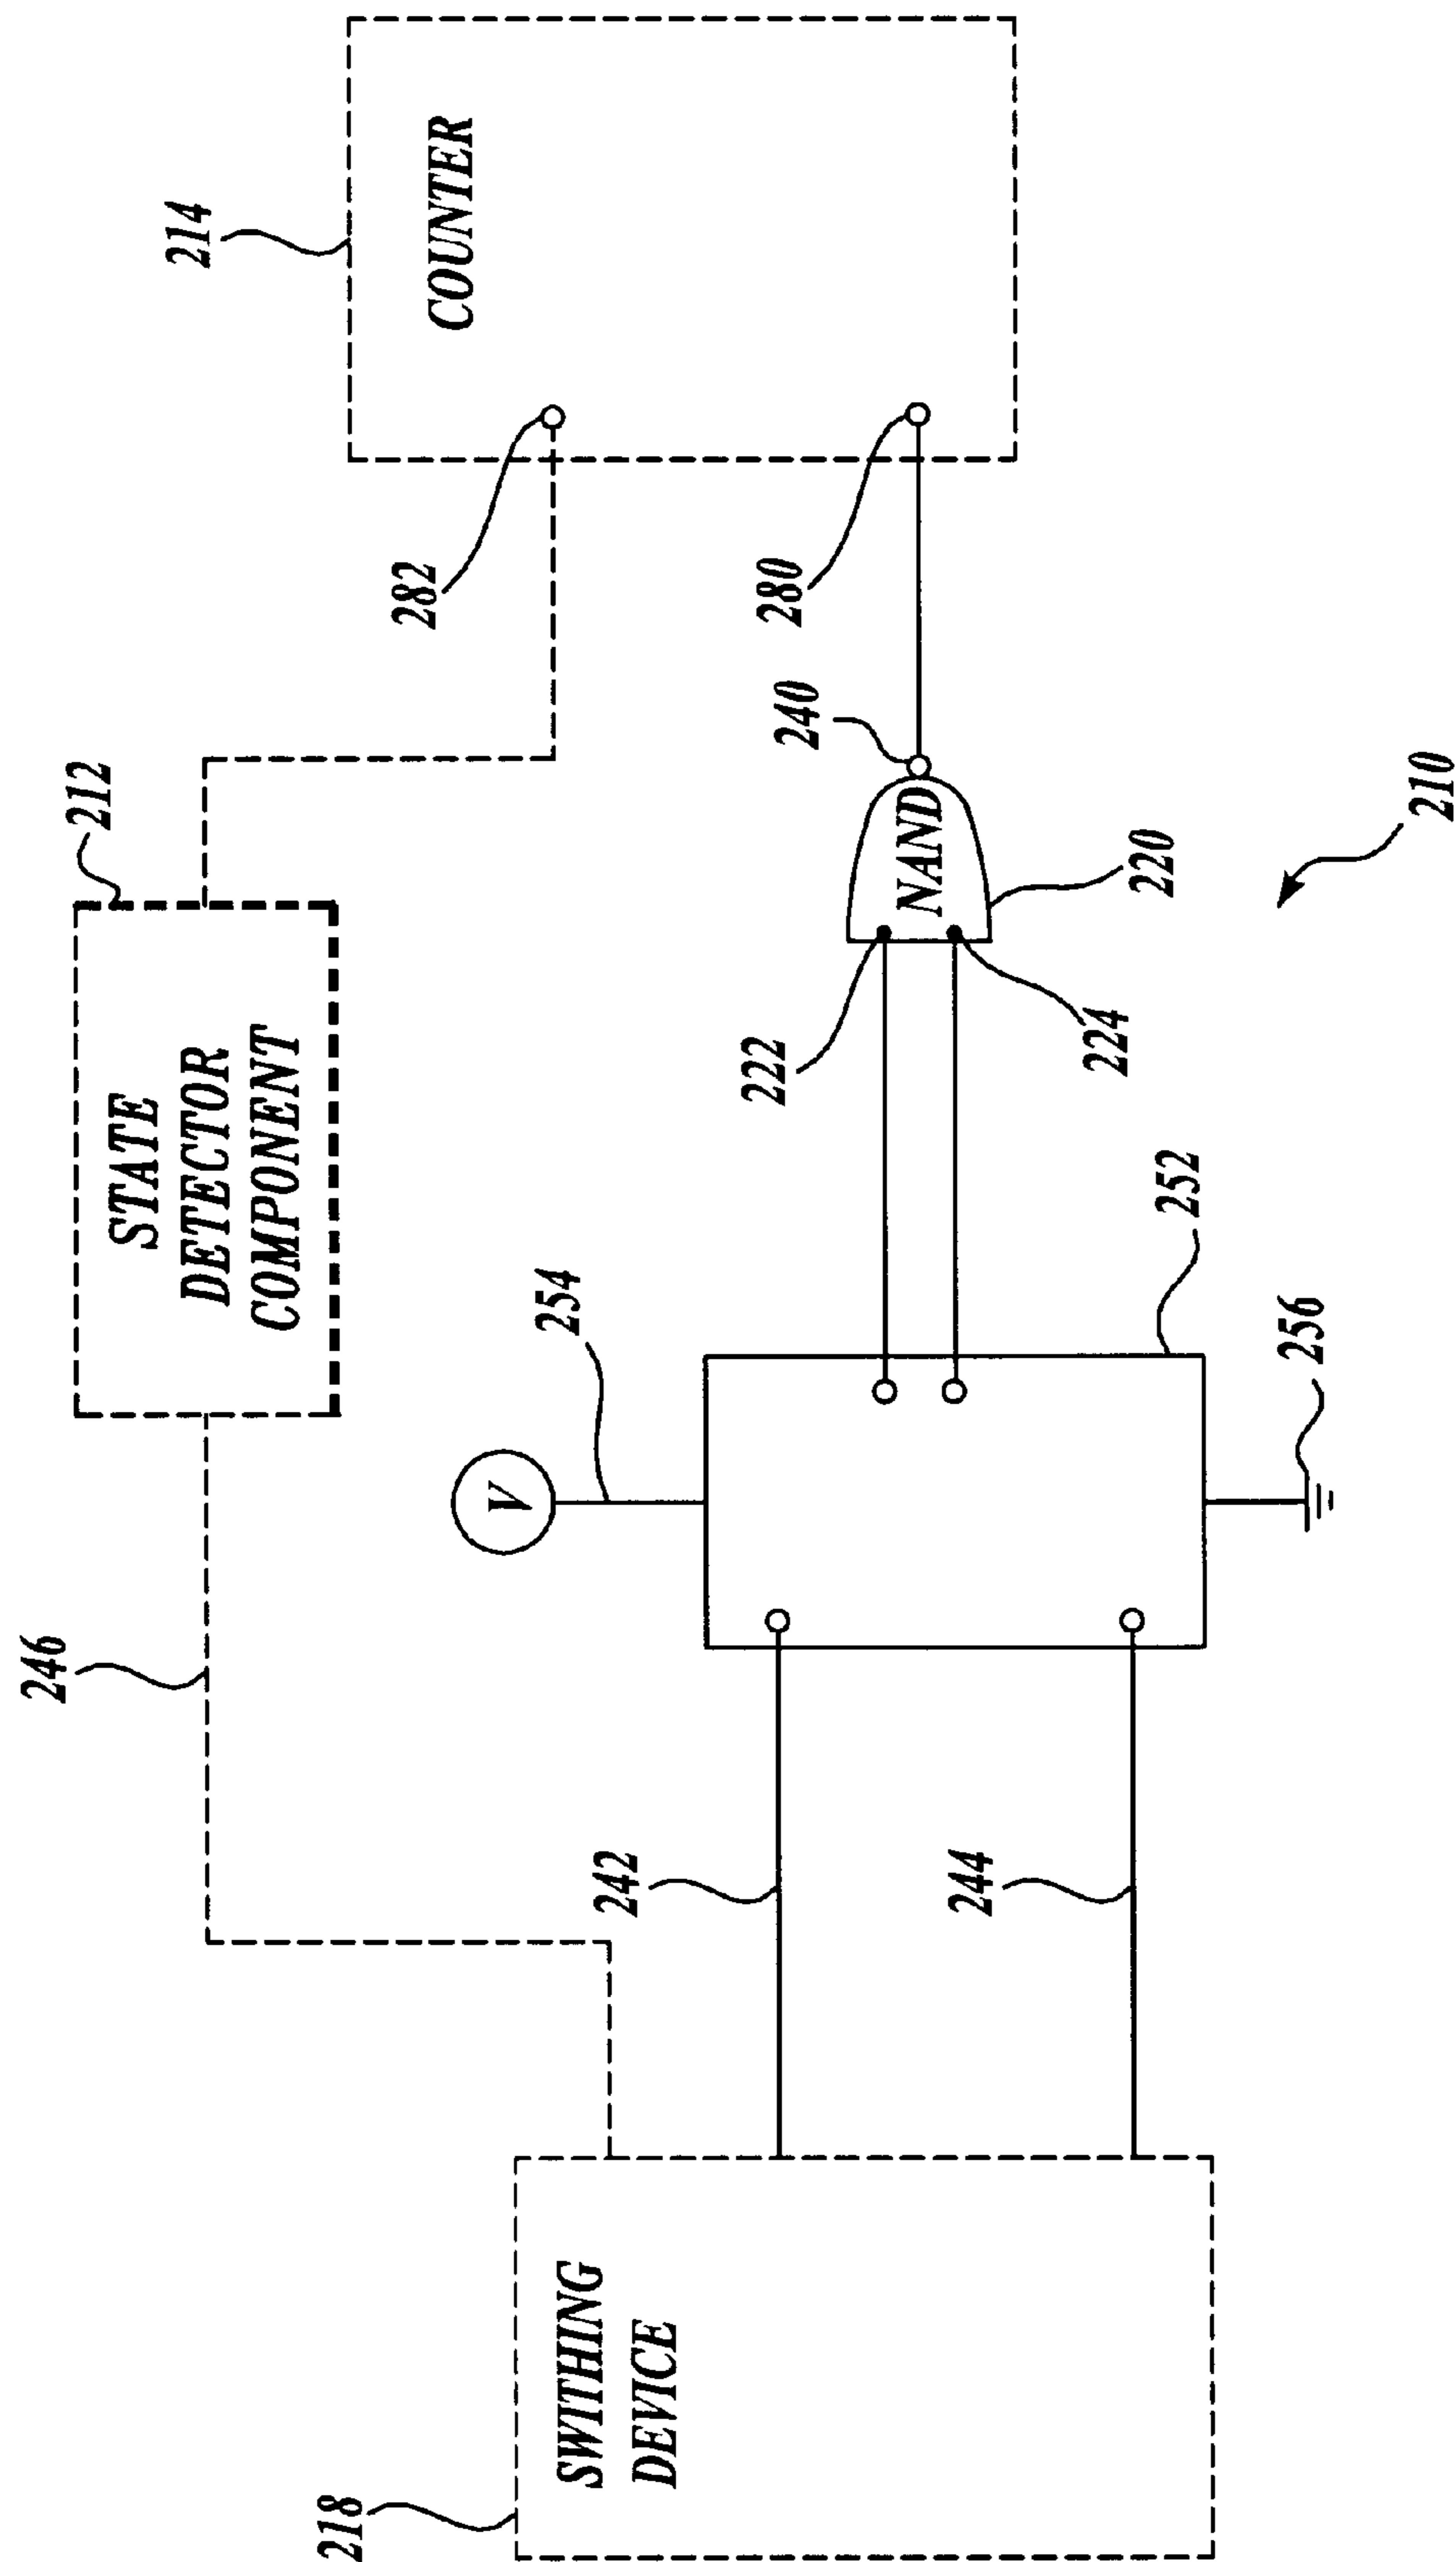 246
212
STATE
DETECTOR
COMPONENT
214
COUNTER
282
280
218
SWITHING
DEVICE
242
244
254
V
252
256
222
224
NAND
240
220
210